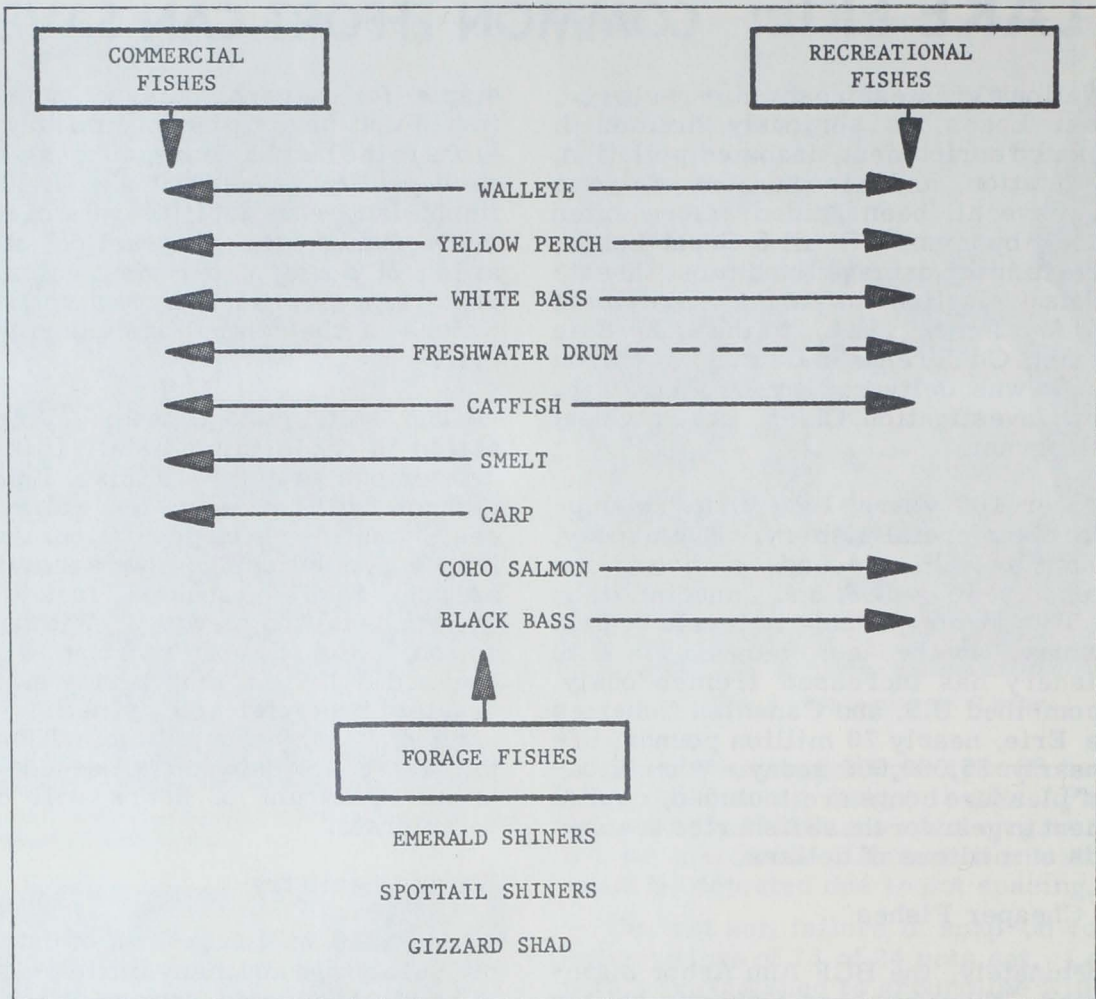 COMMERCIAL
FISHES
RECREATIONAL
FISHES
WALLEYE
YELLOW PERCH
WHITE BASS
FRESHWATER DRUM
CATFISH
SMELT
CARP
COHO SALMON
BLACK BASS
FORAGE FISHES
EMERALD SHINERS
SPOTTAIL SHINERS
GIZZARD SHAD